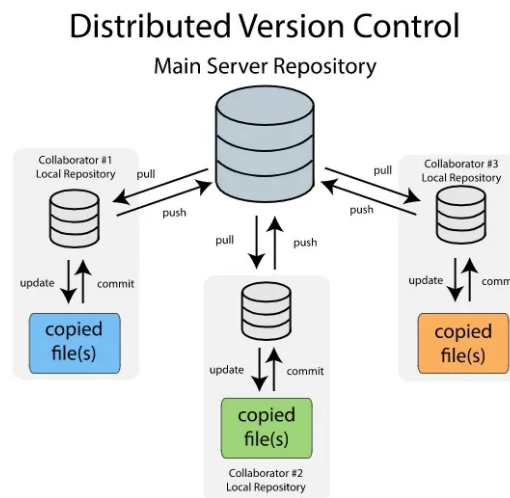 Distributed Version Control
Main Server Repository
Collaborator #1
Local Repository
pull
push
update
commit
copied
file(s)
pull
push
update
commit
copied
file(s)
Collaborator #2
Local Repository
Collaborator #3
Local Repository
pull
push
update
comm
copied
file(s)